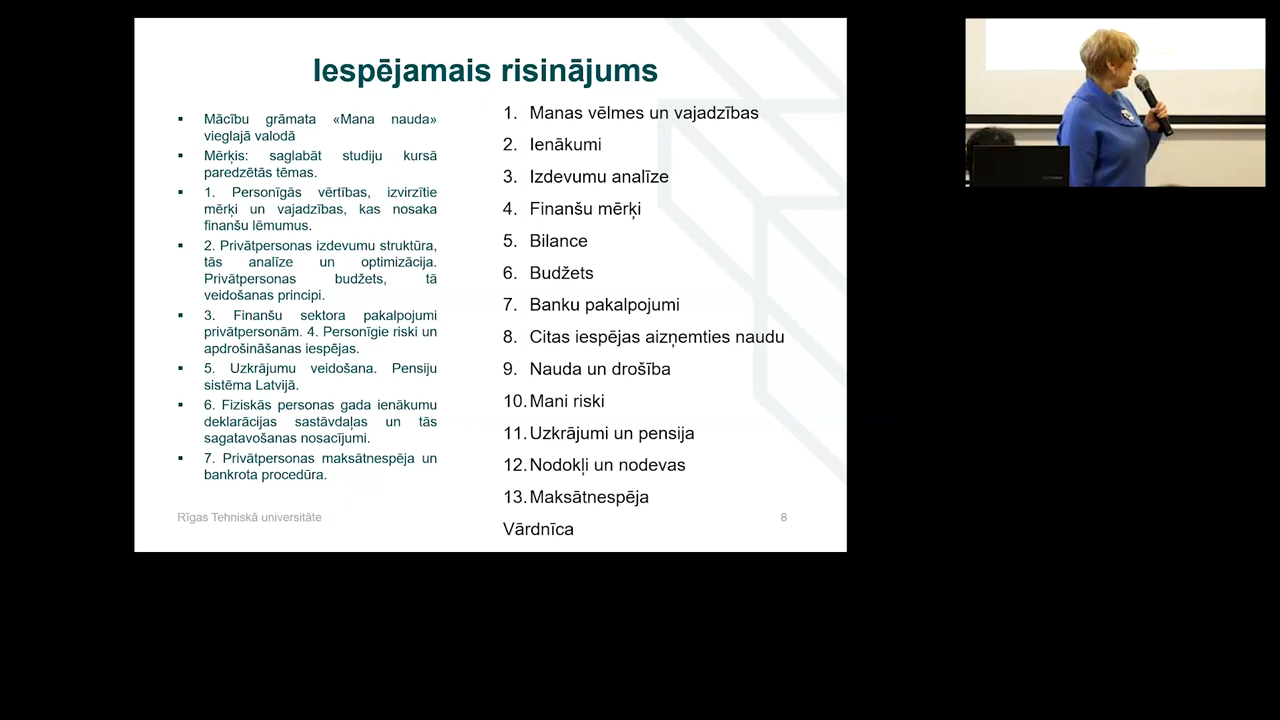 Iespējamais risinājums
▪ Mācību grāmata «Mana nauda»
vieglajā valodā
▪ Mērķis: saglabāt studiju kursā
paredzētās tēmas.
▪ 1. Personīgās vērtības, izvirzītie
mērķi un vajadzības, kas nosaka
finanšu lēmumus.
▪ 2. Privātpersonas izdevumu struktūra,
tās analīze un optimizācija.
Privātpersonas budžets, tā
veidošanas principi.
▪ 3. Finanšu sektora pakalpojumi
privātpersonām. 4. Personīgie riski un
apdrošināšanas iespējas.
▪ 5. Uzkrājumu veidošana. Pensiju
sistēma Latvijā.
▪ 6. Fiziskās personas gada ienākumu
deklarācijas sastāvdaļas un tās
sagatavošanas nosacījumi.
▪ 7. Privātpersonas maksātnespēja un
bankrota procedūra.
1. Manas vēlmes un vajadzības
2. Ienākumi
3. Izdevumu analīze
4. Finanšu mērķi
5. Bilance
6. Budžets
7. Banku pakalpojumi
8. Citas iespējas aizņemties naudu
9. Nauda un drošība
10. Mani riski
11. Uzkrājumi un pensija
12. Nodokļi un nodevas
13. Maksātnespēja
Vārdnīca
Rīgas Tehniskā universitāte
8